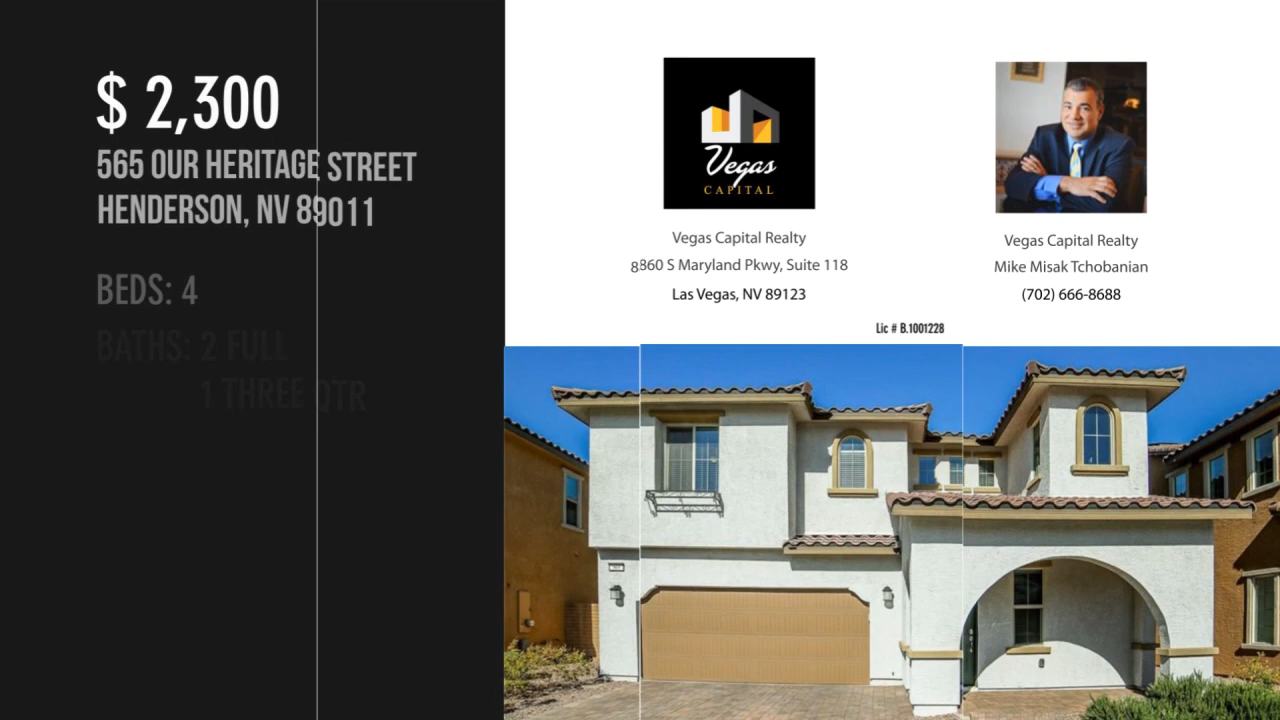 $ 2,300
565 OUR HERITAGE STREET
HENDERSON, NV 89011
BEDS: 4
BATHS: 2 FULL
1 THREE QTR
Vegas
CAPITAL
Vegas Capital Realty
8860 S Maryland Pkwy, Suite 118
Las Vegas, NV 89123
Vegas Capital Realty
Mike Misak Tchobanian
(702) 666-8688
Lic # B.1001228